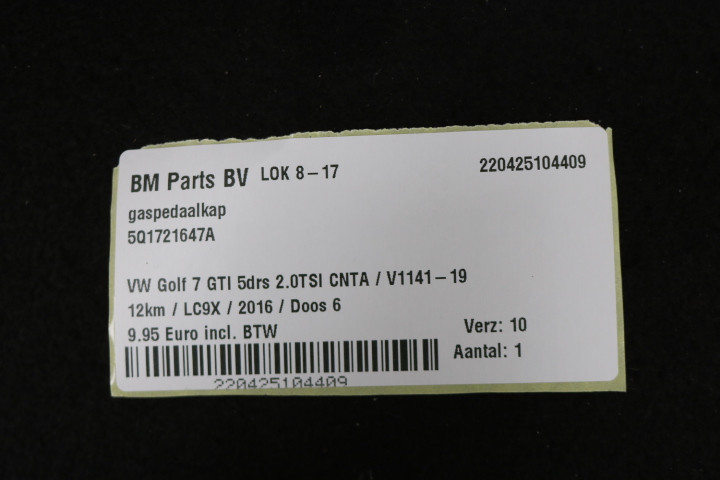 BM Parts BV LOK 8-17 220425104409
gaspedaalkap
5Q1721647A
VW Golf 7 GTI 5drs 2.0TSI CNTA / V1141-19
12km / LC9X / 2016 / Doos 6
9.95 Euro incl. BTW Verz: 10
Aantal: 1
220425104409